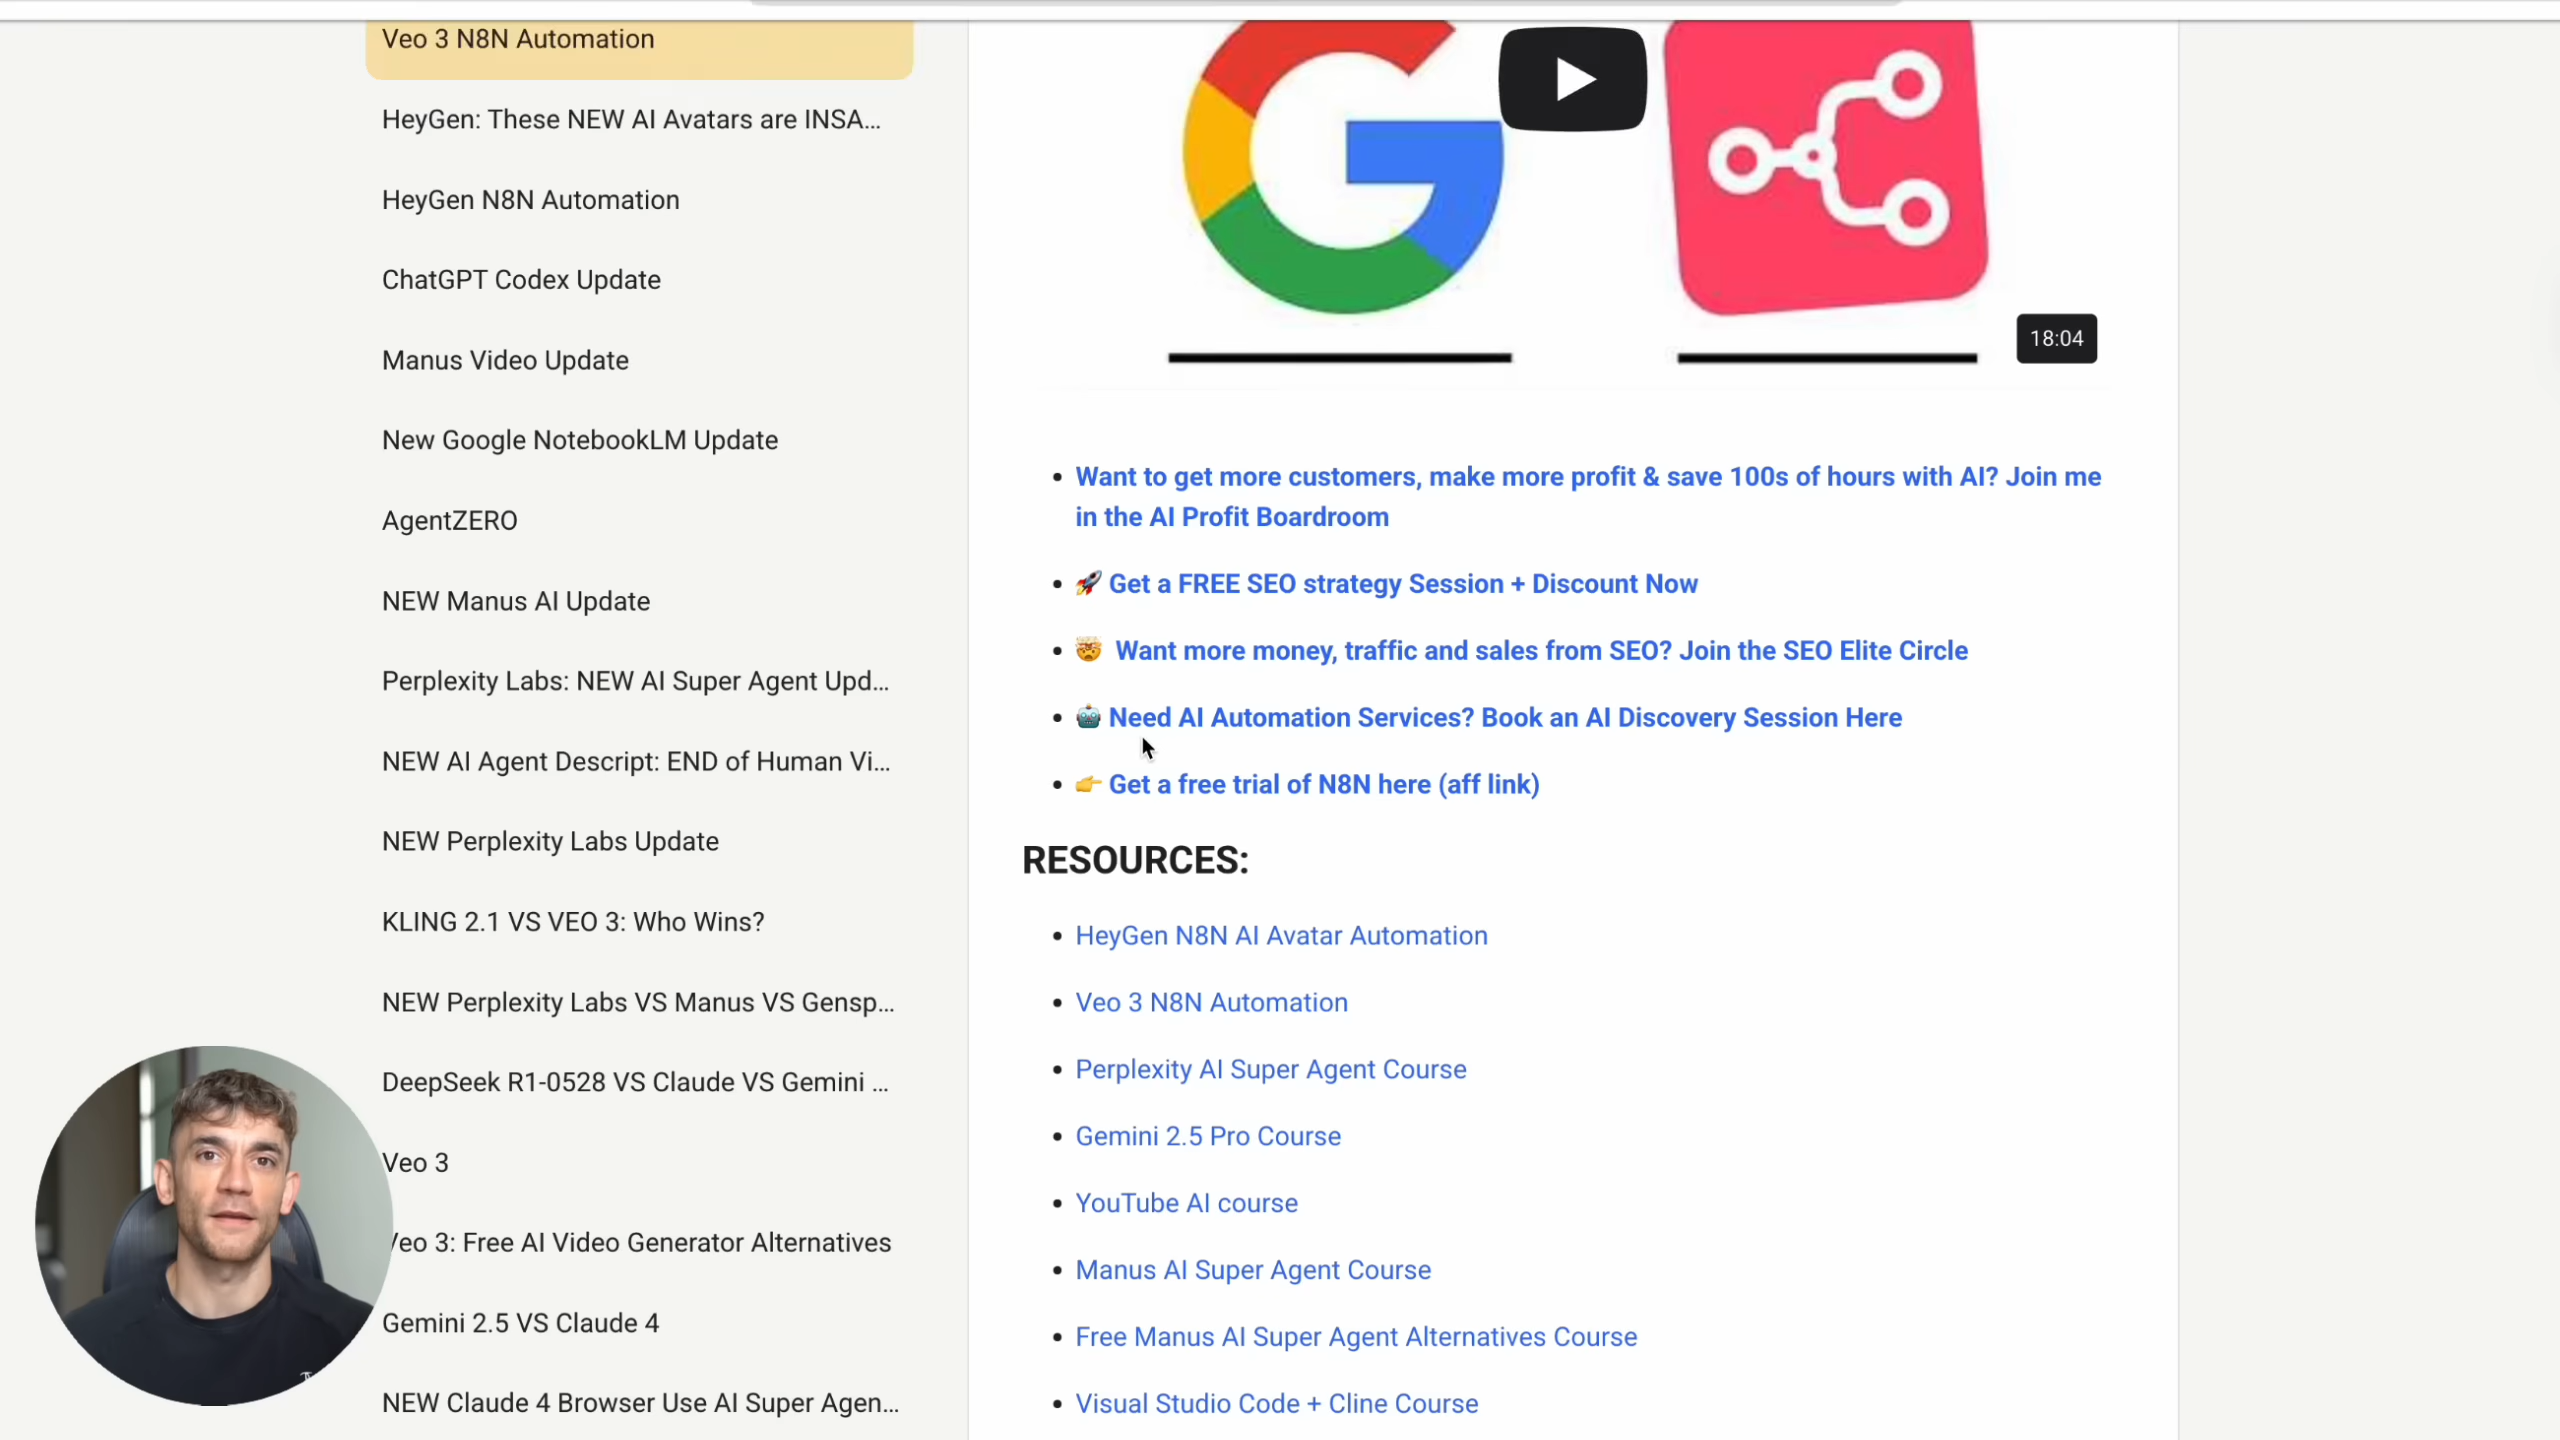 Veo 3 N8N Automation
HeyGen: These NEW AI Avatars are INSA...
HeyGen N8N Automation
ChatGPT Codex Update
Manus Video Update
New Google NotebookLM Update
AgentZERO
NEW Manus AI Update
Perplexity Labs: NEW AI Super Agent Upd...
NEW AI Agent Descript: END of Human Vi...
NEW Perplexity Labs Update
KLING 2.1 VS VEO 3: Who Wins?
NEW Perplexity Labs VS Manus VS Gensp...
DeepSeek R1-0528 VS Claude VS Gemini ...
Veo 3
Veo 3: Free AI Video Generator Alternatives
Gemini 2.5 VS Claude 4
NEW Claude 4 Browser Use AI Super Agen...
18:04
• Want to get more customers, make more profit & save 100s of hours with AI? Join me
in the AI Profit Boardroom
• 🚀 Get a FREE SEO strategy Session + Discount Now
• 🤯 Want more money, traffic and sales from SEO? Join the SEO Elite Circle
• 🤖 Need AI Automation Services? Book an AI Discovery Session Here
• 👉 Get a free trial of N8N here (aff link)
RESOURCES:
• HeyGen N8N AI Avatar Automation
• Veo 3 N8N Automation
• Perplexity AI Super Agent Course
• Gemini 2.5 Pro Course
• YouTube AI course
• Manus AI Super Agent Course
• Free Manus AI Super Agent Alternatives Course
• Visual Studio Code + Cline Course